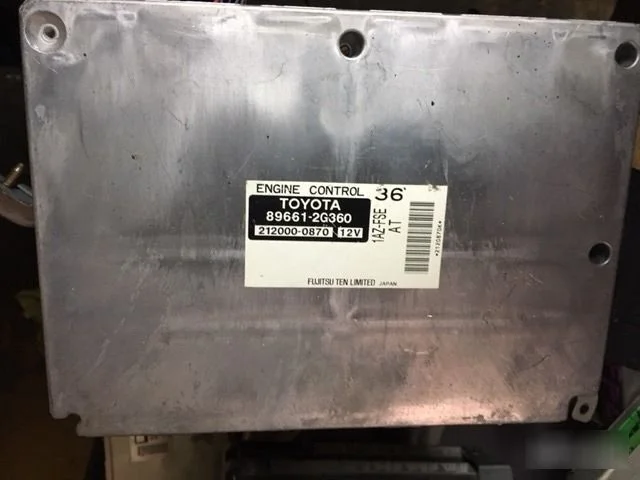 ENGINE CONTROL 36
TOYOTA
89661-2G360
212000-0870 12V
1AZ-FSE
AT
FUJITSU TEN LIMITED JAPAN